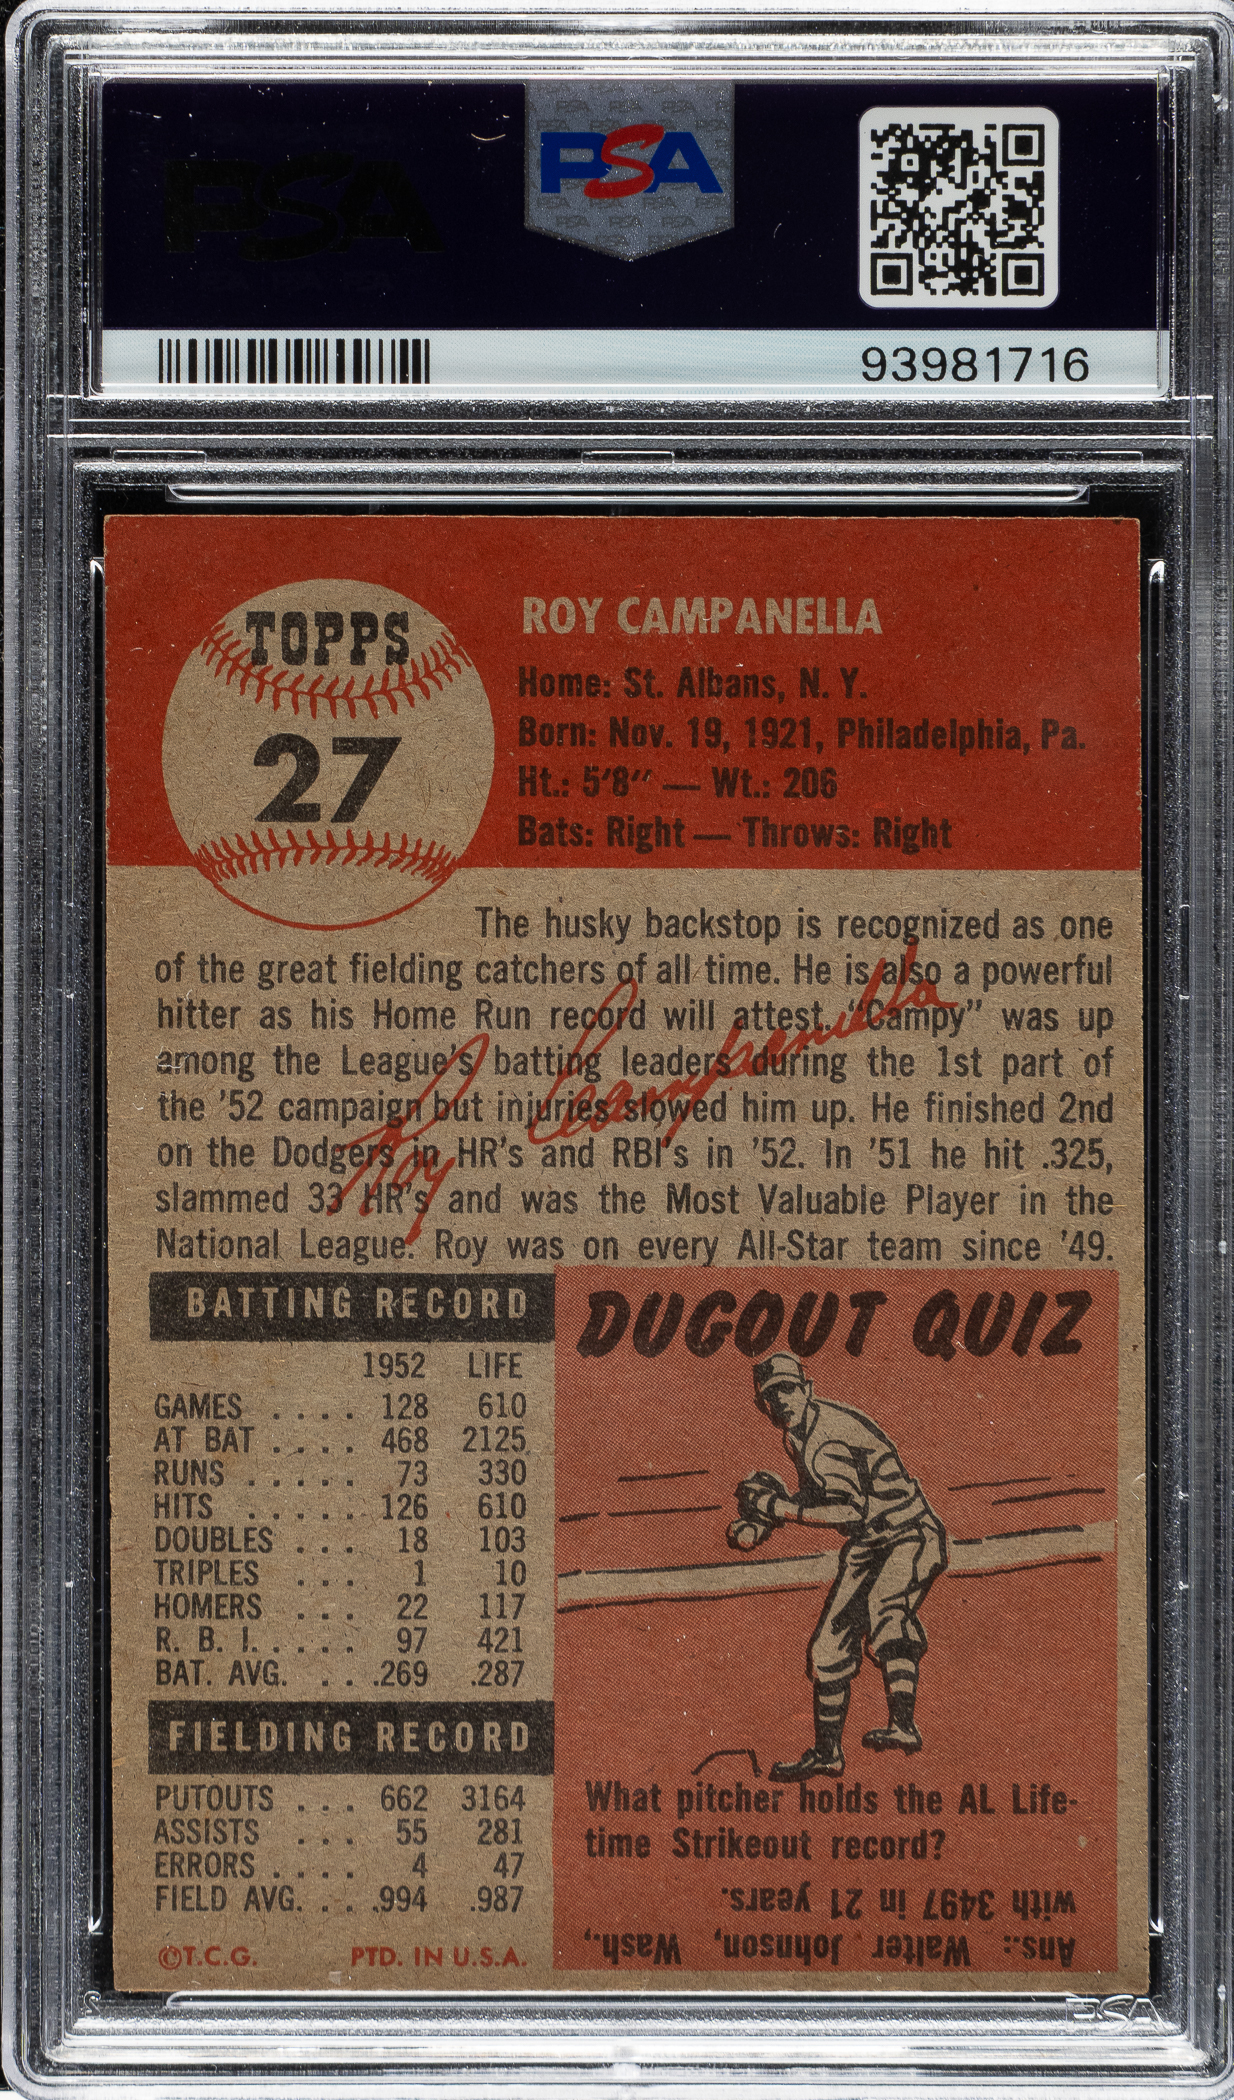 PSA
PSA
93981716
TOPPS
27
ROY CAMPANELLA
Home: St. Albans, N. Y.
Born: Nov. 19, 1921, Philadelphia, Pa.
Ht.: 5'8" — Wt.: 206
Bats: Right — Throws: Right
The husky backstop is recognized as one
of the great fielding catchers of all time. He is also a powerful
hitter as his Home Run record will attest. "Campy" was up
among the League's batting leaders during the 1st part of
the '52 campaign but injuries slowed him up. He finished 2nd
on the Dodgers in HR's and RBI's in '52. In '51 he hit .325,
slammed 33 HR's and was the Most Valuable Player in the
National League. Roy was on every All-Star team since '49.
Roy Campanella
BATTING RECORD
1952 LIFE
GAMES . . . . 128 610
AT BAT . . . . 468 2125
RUNS . . . . . 73 330
HITS . . . . . 126 610
DOUBLES . . . 18 103
TRIPLES . . . 1 10
HOMERS . . . 22 117
R. B. I. . . . . . 97 421
BAT. AVG. . . .269 .287
FIELDING RECORD
PUTOUTS . . . 662 3164
ASSISTS . . . 55 281
ERRORS . . . . 4 47
FIELD AVG. . . .994 .987
©T.C.G. PTD. IN U.S.A.
DUGOUT QUIZ
What pitcher holds the AL Life-
time Strikeout record?
Ans.: Walter Johnson, Wash.,
with 3497 in 21 years.
PSA